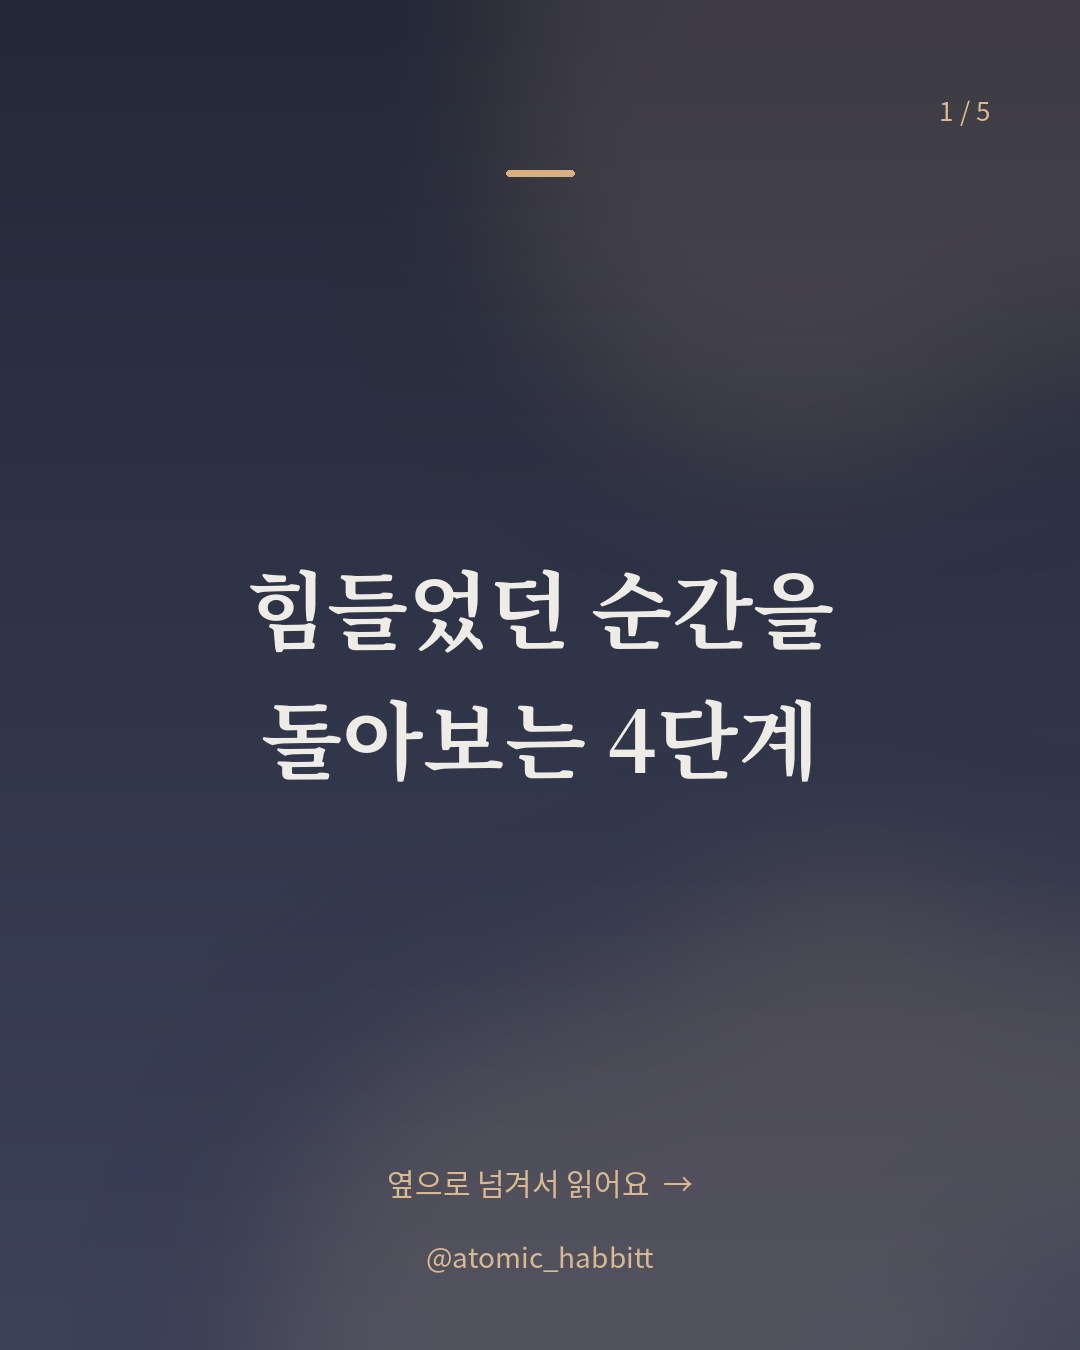 1 / 5
힘들었던 순간을
돌아보는 4단계
옆으로 넘겨서 읽어요 →
@atomic_habbitt